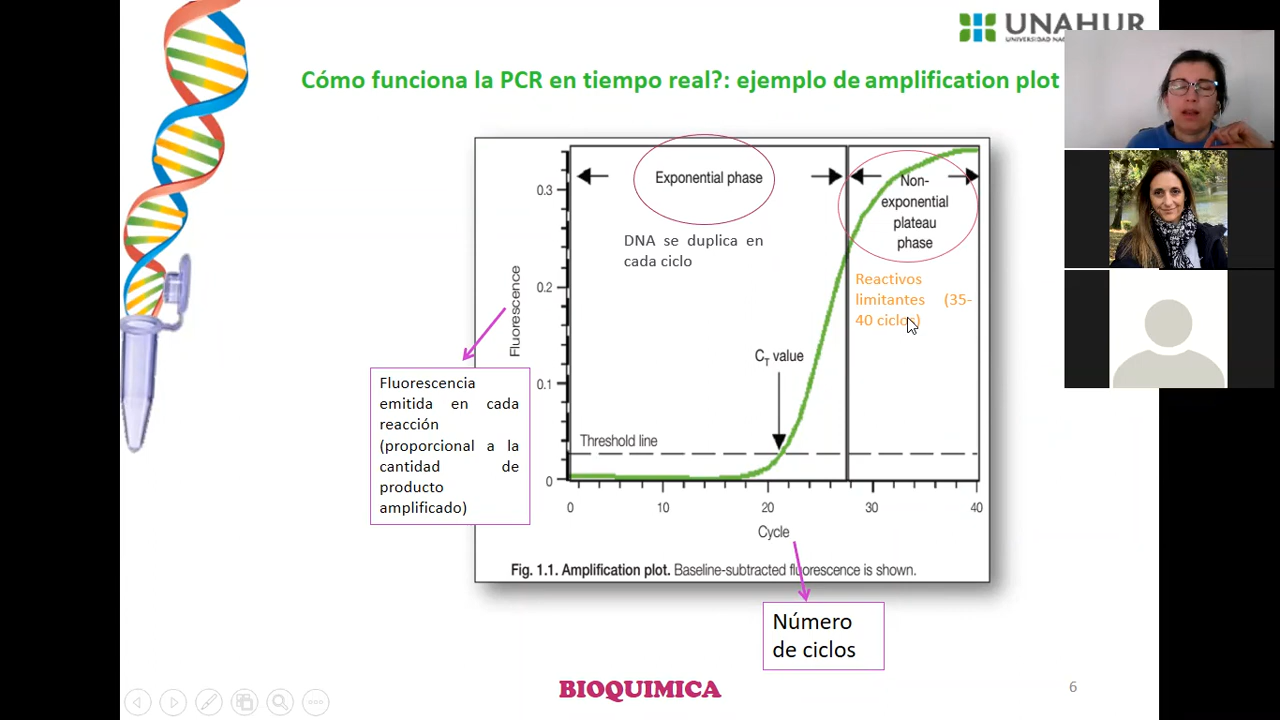 UNAHUR
UNIVERSIDAD NAC
Cómo funciona la PCR en tiempo real?: ejemplo de amplification plot
Exponential phase
Non-
exponential
plateau
phase
DNA se duplica en
cada ciclo
Reactivos
limitantes (35-
40 ciclos)
Fluorescence
0.3
0.2
0.1
0
CT value
Threshold line
0 10 20 30 40
Cycle
Fluorescencia
emitida en cada
reacción
(proporcional a la
cantidad de
producto
amplificado)
Fig. 1.1. Amplification plot. Baseline-subtracted fluorescence is shown.
Número
de ciclos
BIOQUIMICA
6